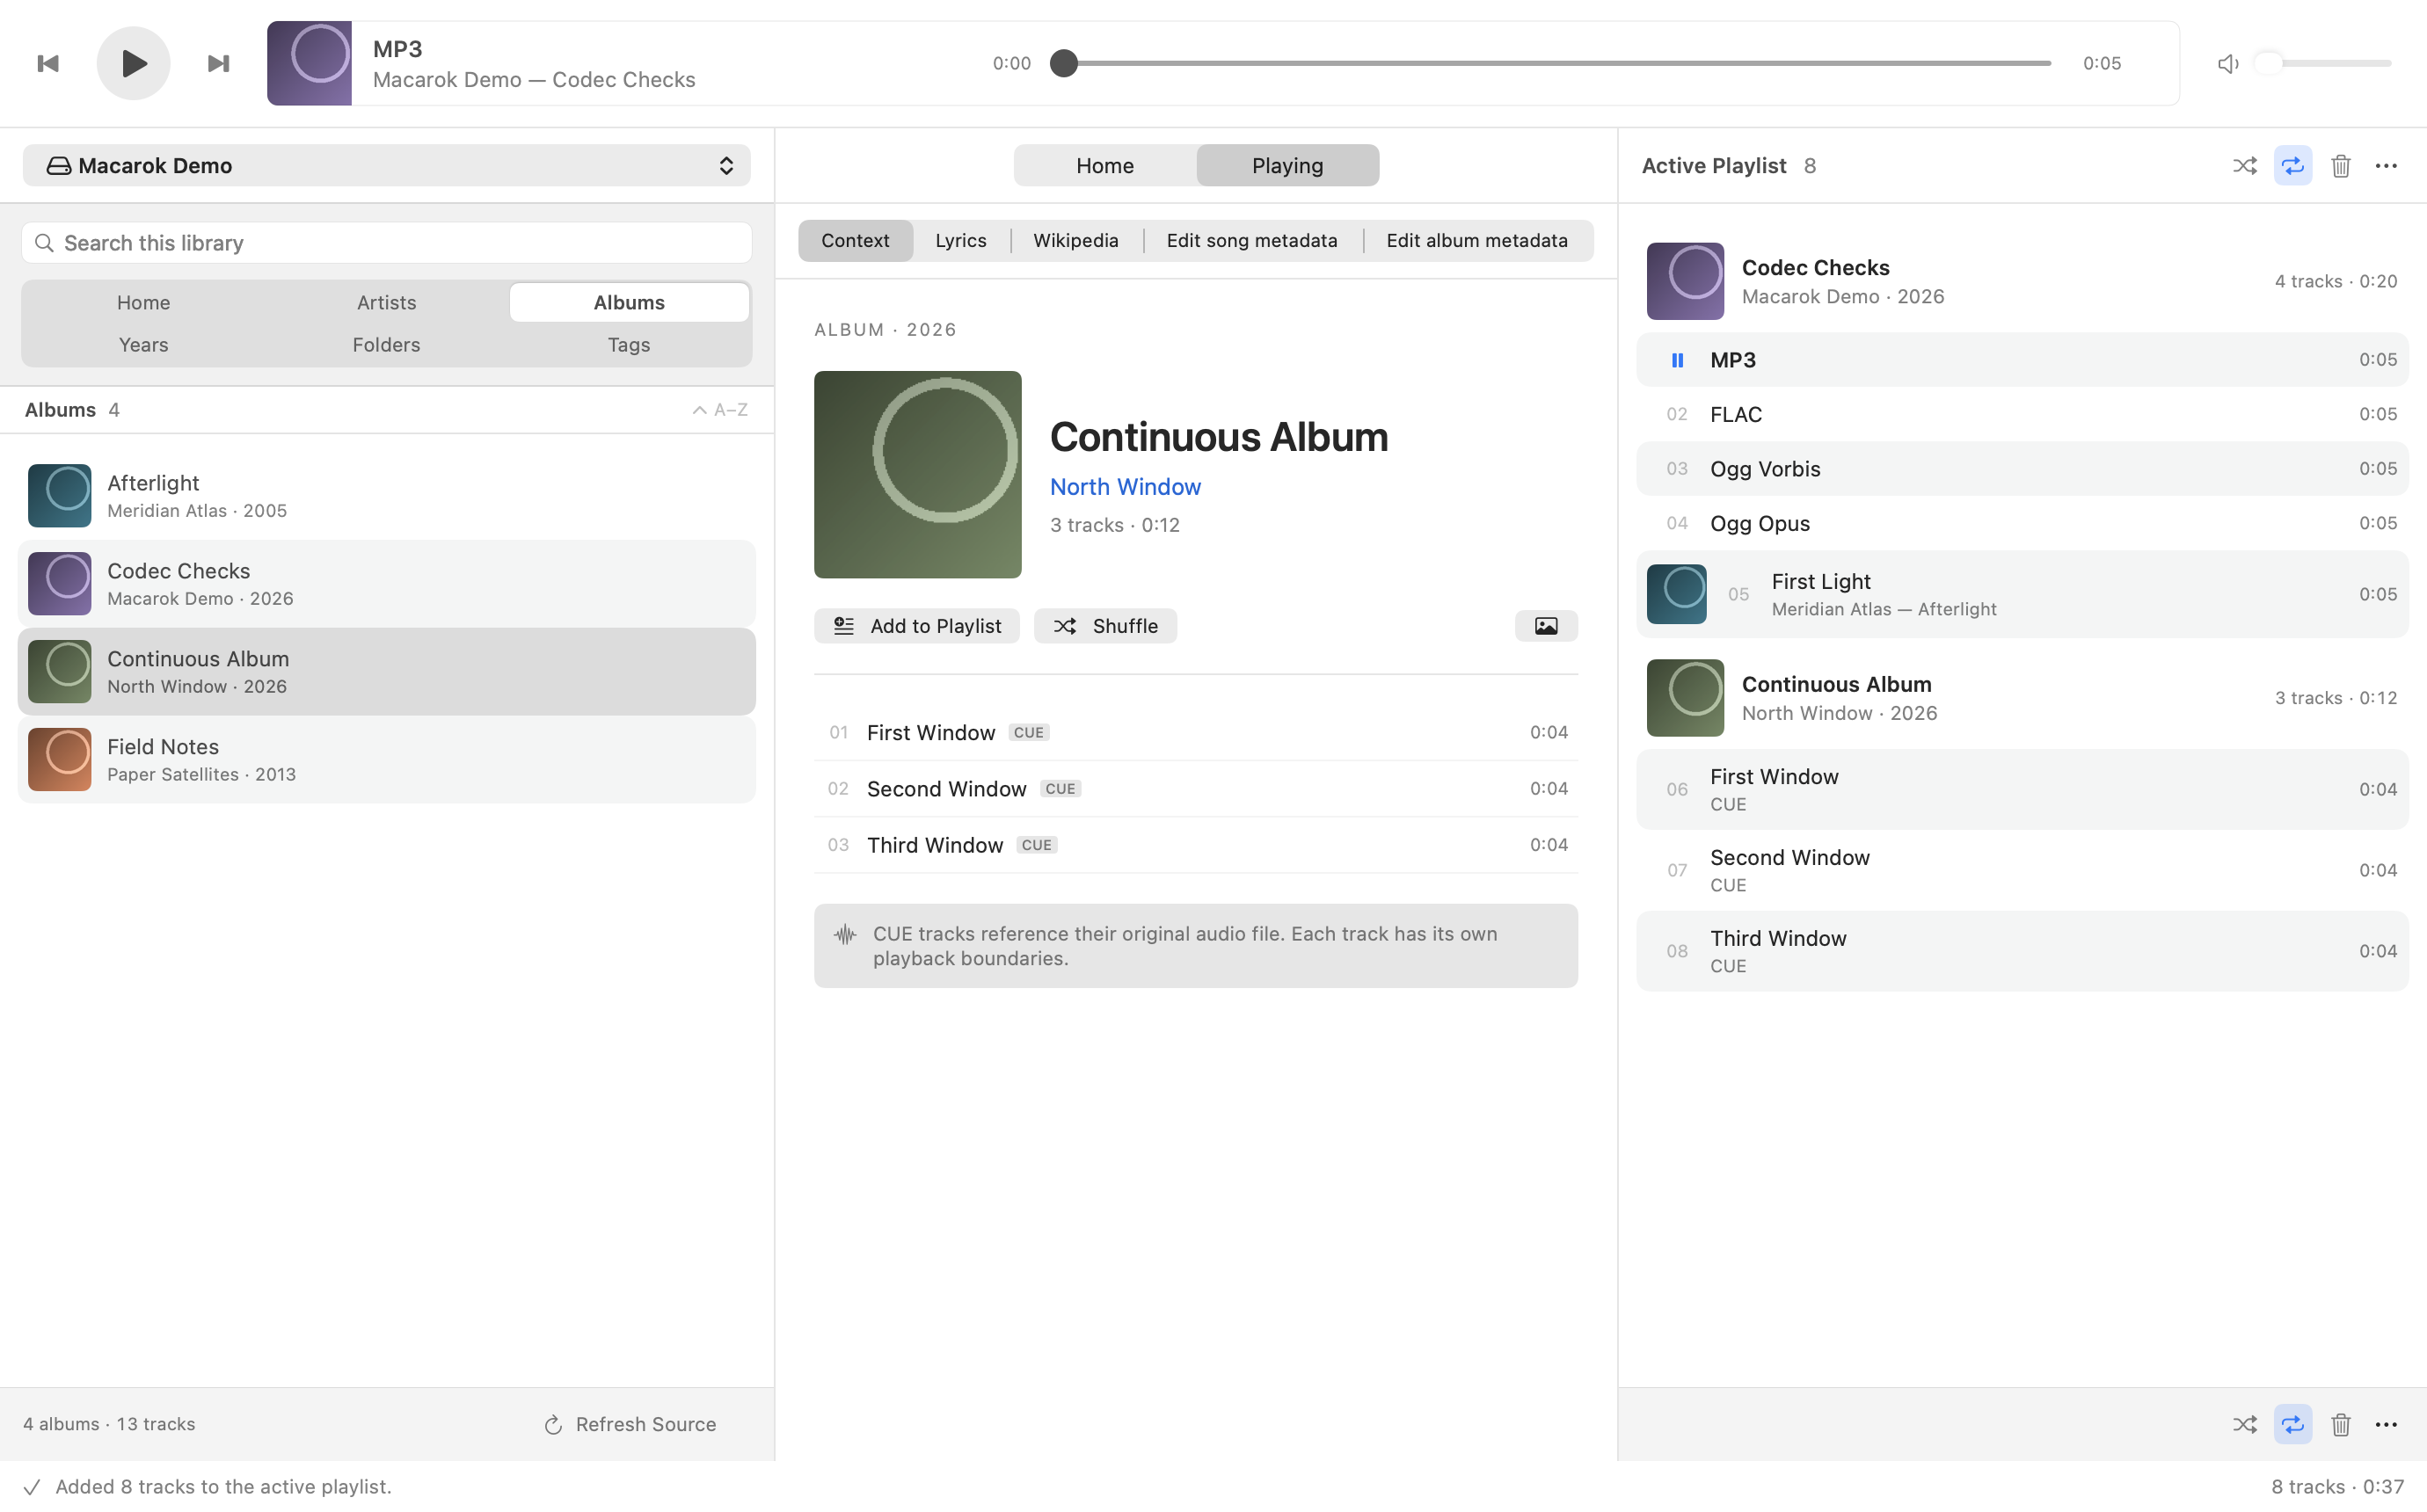 MP3
Macarok Demo — Codec Checks
0:00
0:05
Macarok Demo
Search this library
Home
Artists
Albums
Years
Folders
Tags
Albums 4
A–Z
Afterlight
Meridian Atlas · 2005
Codec Checks
Macarok Demo · 2026
Continuous Album
North Window · 2026
Field Notes
Paper Satellites · 2013
4 albums · 13 tracks
Refresh Source
Home
Playing
Context
Lyrics
Wikipedia
Edit song metadata
Edit album metadata
ALBUM · 2026
Continuous Album
North Window
3 tracks · 0:12
Add to Playlist
Shuffle
01 First Window CUE 0:04
02 Second Window CUE 0:04
03 Third Window CUE 0:04
CUE tracks reference their original audio file. Each track has its own
playback boundaries.
Active Playlist 8
Codec Checks
Macarok Demo · 2026
4 tracks · 0:20
MP3 0:05
02 FLAC 0:05
03 Ogg Vorbis 0:05
04 Ogg Opus 0:05
05 First Light 0:05
Meridian Atlas — Afterlight
Continuous Album
North Window · 2026
3 tracks · 0:12
06 First Window 0:04
CUE
07 Second Window 0:04
CUE
08 Third Window 0:04
CUE
Added 8 tracks to the active playlist.
8 tracks · 0:37